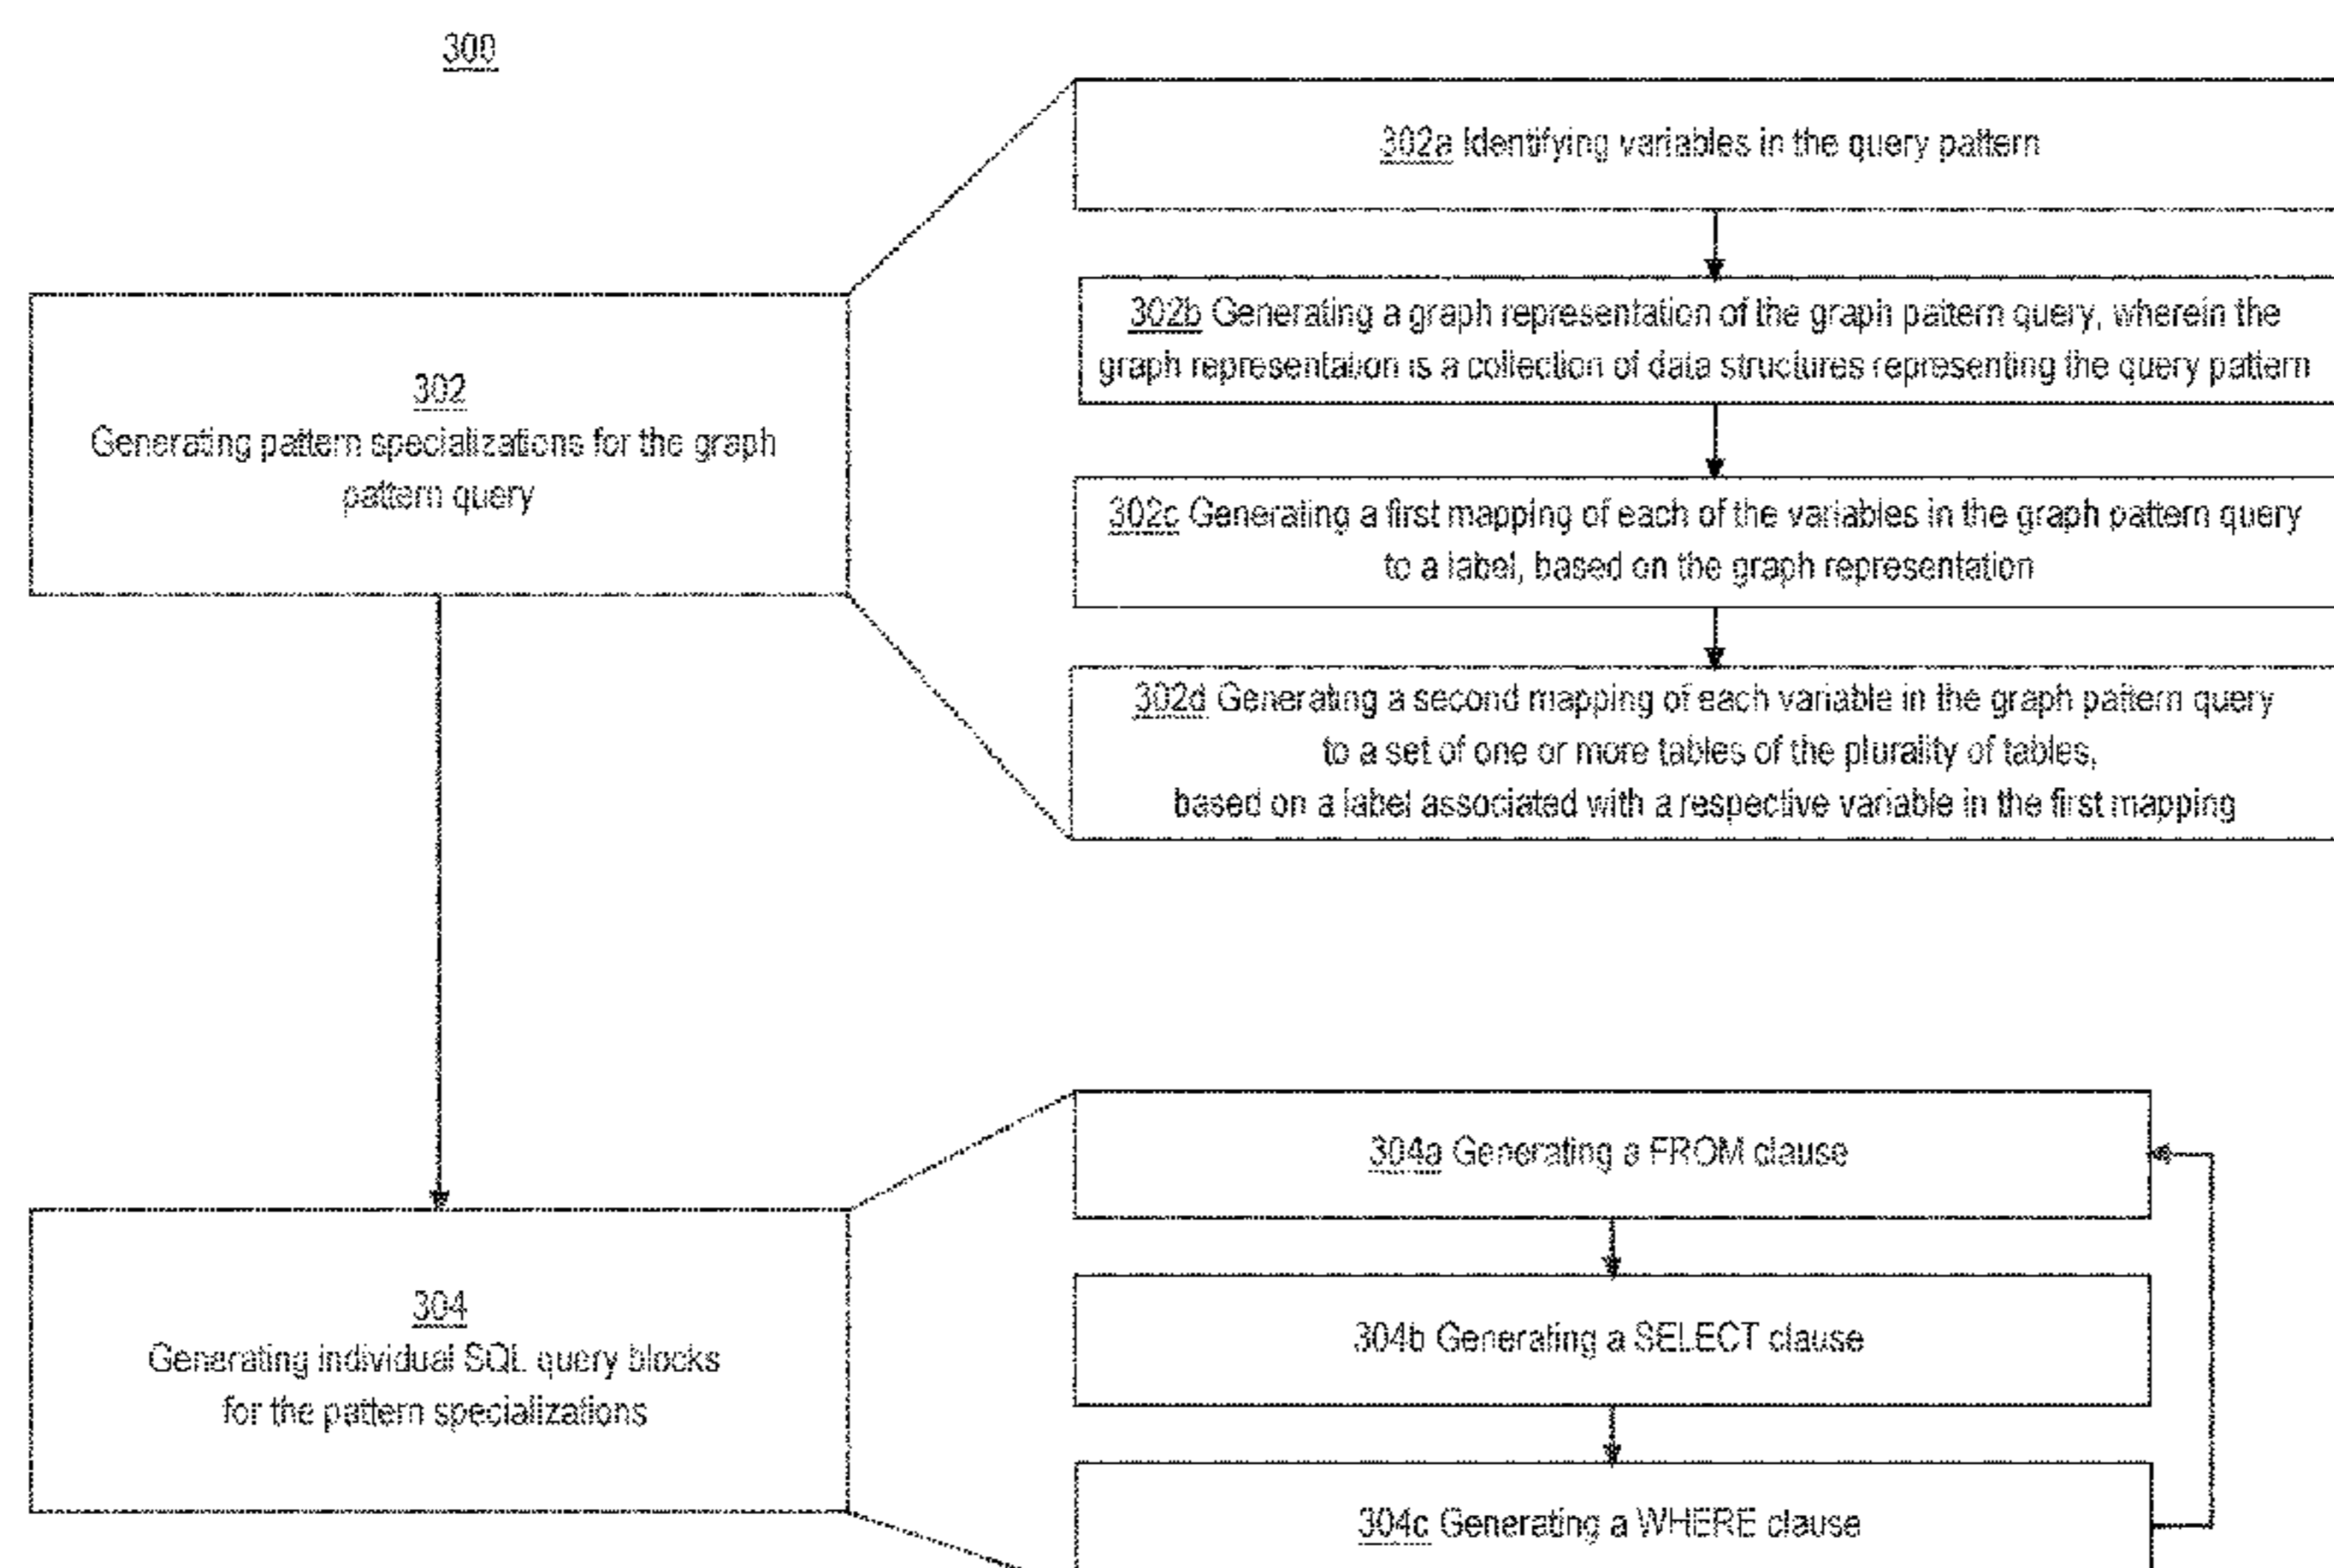 300
302a Identifying variables in the query pattern
302b Generating a graph representation of the graph pattern query, wherein the
graph representation is a collection of data structures representing the query pattern
302
Generating pattern specializations for the graph
pattern query
302c Generating a first mapping of each of the variables in the graph pattern query
to a label, based on the graph representation
302d Generating a second mapping of each variable in the graph pattern query
to a set of one or more tables of the plurality of tables,
based on a label associated with a respective variable in the first mapping
304a Generating a FROM clause
304
Generating individual SQL query blocks
for the pattern specializations
304b Generating a SELECT clause
304c Generating a WHERE clause